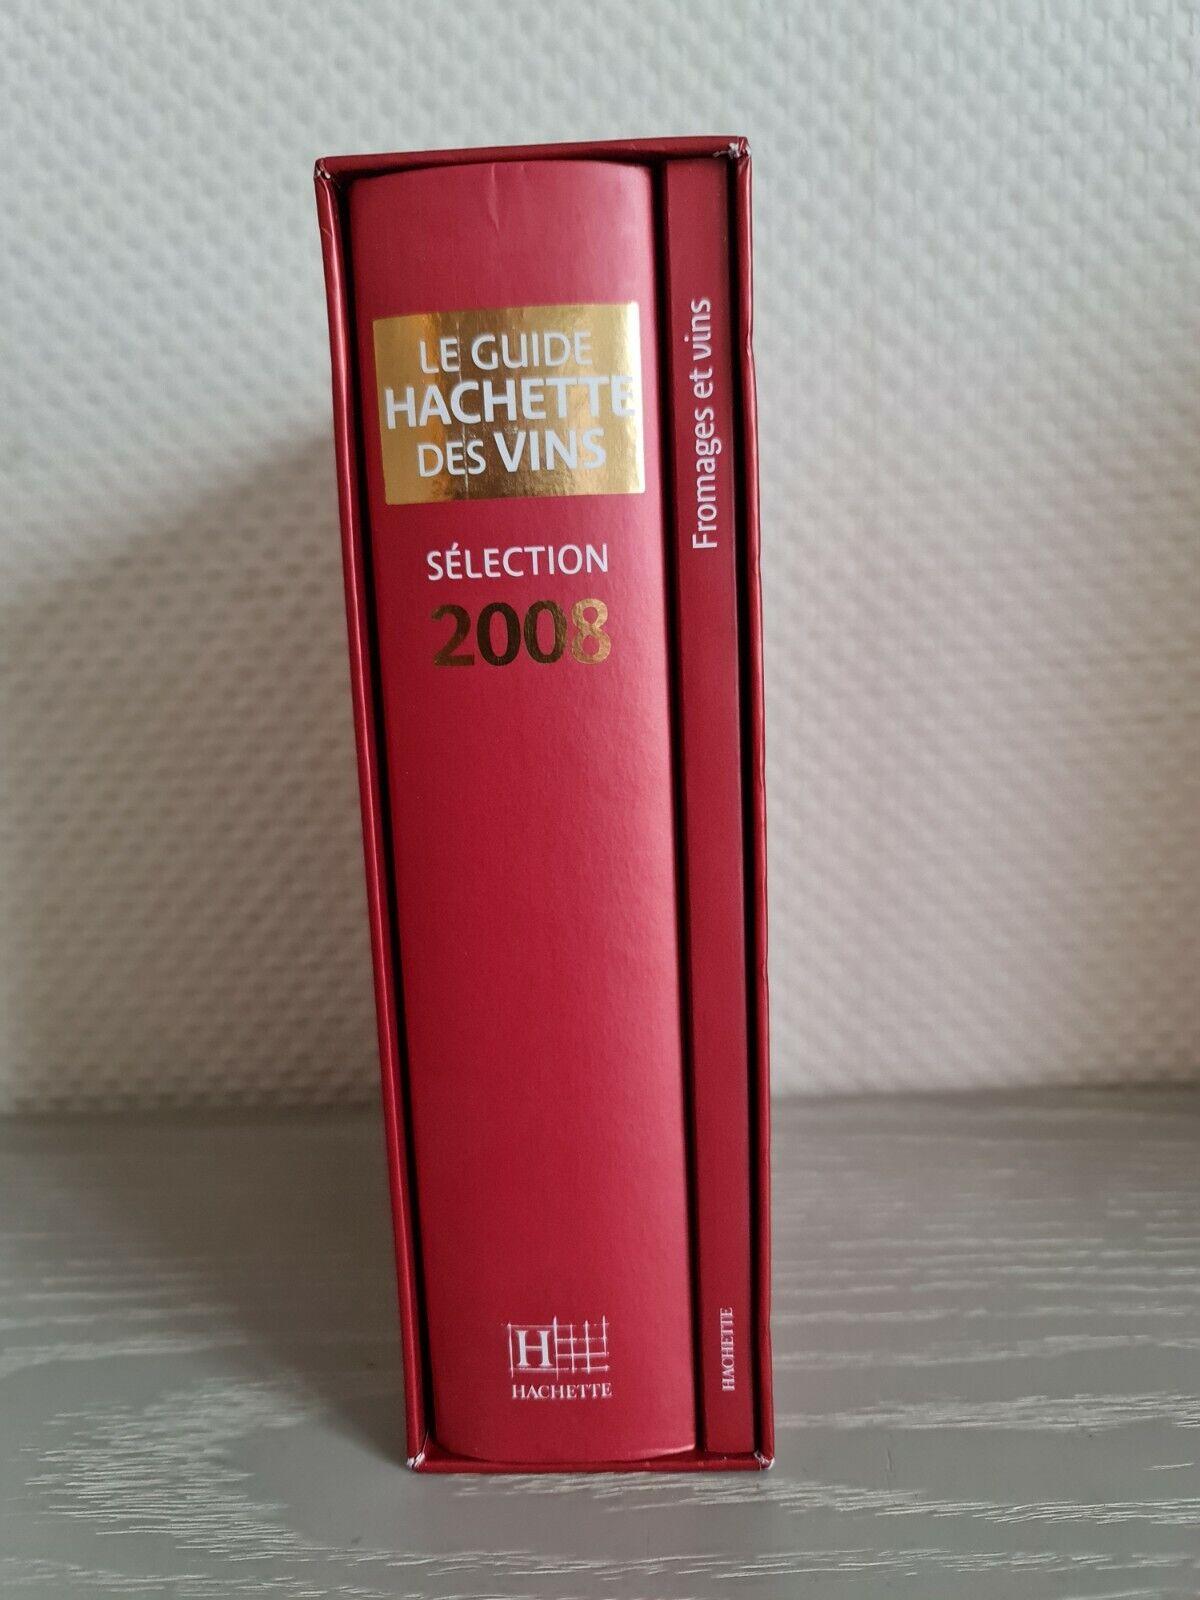 LE GUIDE
HACHETTE
DES VINS
SÉLECTION
2008
H
HACHETTE
Fromages et vins
HACHETTE